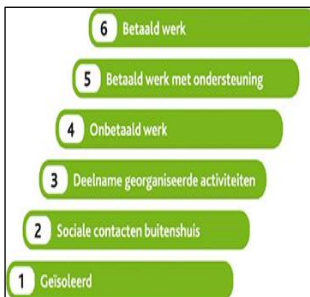 6 Betaald werk
5 Betaald werk met ondersteuning
4 Onbetaald werk
3 Deelname georganiseerde activiteiten
2 Sociale contacten buitenshuis
1 Geïsoleerd